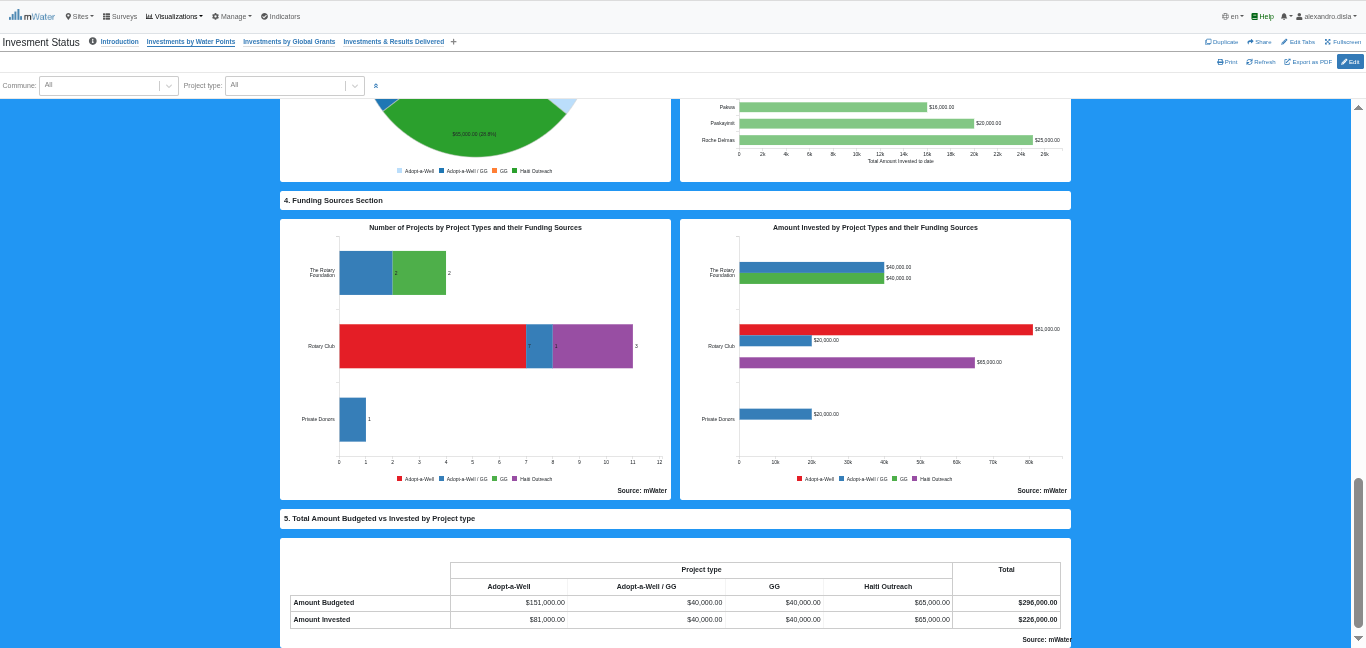 mWater Sites Surveys Visualizations Manage Indicators en Help alexandro.disla
Invesment Status Introduction Investments by Water Points Investments by Global Grants Investments & Results Delivered + Duplicate Share Edit Tabs Fullscreen
Print Refresh Export as PDF Edit
Commune: All Project type: All
$65,000.00 (28.8%)
Adopt-a-Well Adopt-a-Well / GG GG Haiti Outreach
Pakwa $16,000.00
Paskayimit $20,000.00
Roche Delmas $25,000.00
0 2k 4k 6k 8k 10k 12k 14k 16k 18k 20k 22k 24k 26k
Total Amount Invested to date
4. Funding Sources Section
Number of Projects by Project Types and their Funding Sources
The Rotary
Foundation
2 2
Rotary Club 7 1 3
Private Donors 1
0 1 2 3 4 5 6 7 8 9 10 11 12
Adopt-a-Well Adopt-a-Well / GG GG Haiti Outreach
Source: mWater
Amount Invested by Project Types and their Funding Sources
The Rotary
Foundation
$40,000.00
$40,000.00
$81,000.00
Rotary Club $20,000.00
$65,000.00
Private Donors $20,000.00
0 10k 20k 30k 40k 50k 60k 70k 80k
Adopt-a-Well Adopt-a-Well / GG GG Haiti Outreach
Source: mWater
5. Total Amount Budgeted vs Invested by Project type
Project type Total
Adopt-a-Well Adopt-a-Well / GG GG Haiti Outreach
Amount Budgeted $151,000.00 $40,000.00 $40,000.00 $65,000.00 $296,000.00
Amount Invested $81,000.00 $40,000.00 $40,000.00 $65,000.00 $226,000.00
Source: mWater